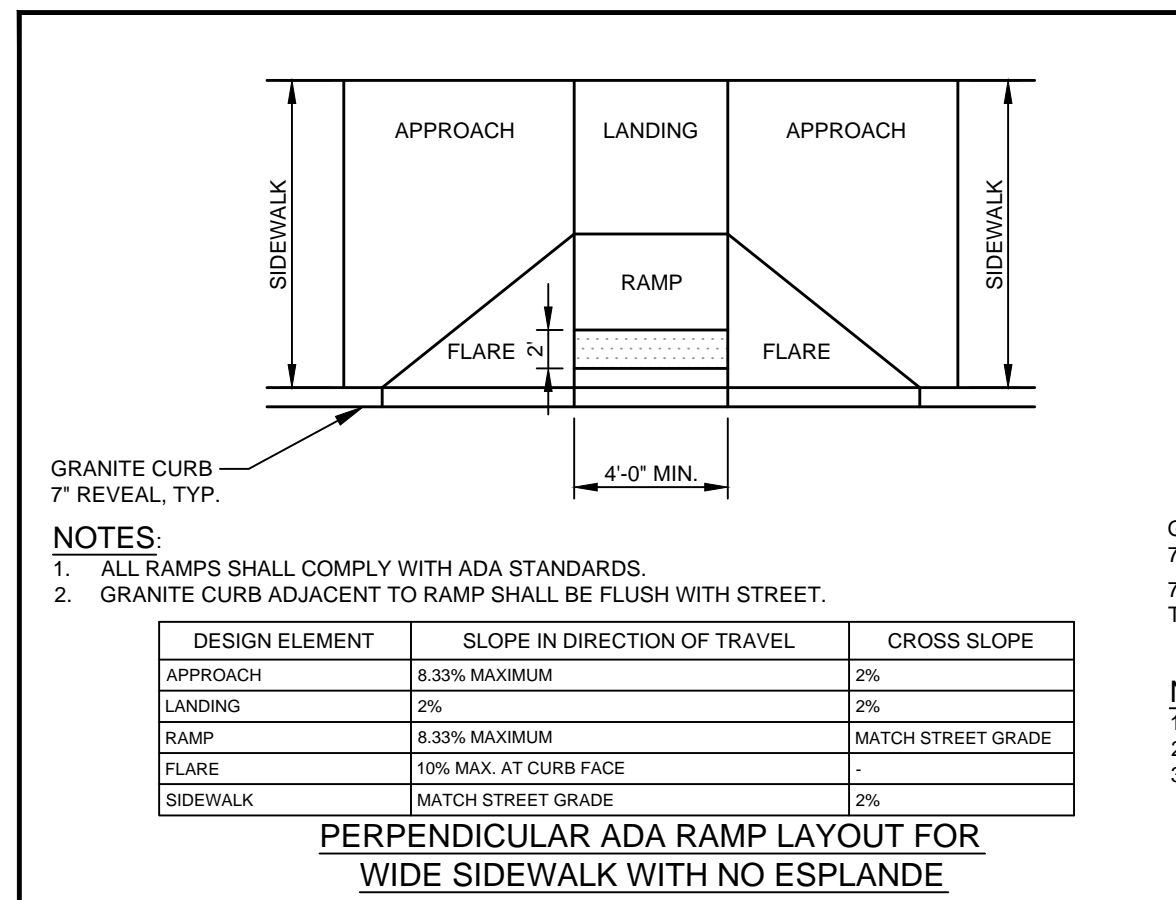 APPROACH LANDING APPROACH
SIDEWALK
SIDEWALK
RAMP
FLARE 2' FLARE
GRANITE CURB
7" REVEAL, TYP.
4'-0" MIN.
NOTES:
1. ALL RAMPS SHALL COMPLY WITH ADA STANDARDS.
2. GRANITE CURB ADJACENT TO RAMP SHALL BE FLUSH WITH STREET.
DESIGN ELEMENT SLOPE IN DIRECTION OF TRAVEL CROSS SLOPE
APPROACH 8.33% MAXIMUM 2%
LANDING 2% 2%
RAMP 8.33% MAXIMUM MATCH STREET GRADE
FLARE 10% MAX. AT CURB FACE -
SIDEWALK MATCH STREET GRADE 2%
PERPENDICULAR ADA RAMP LAYOUT FOR
WIDE SIDEWALK WITH NO ESPLANDE